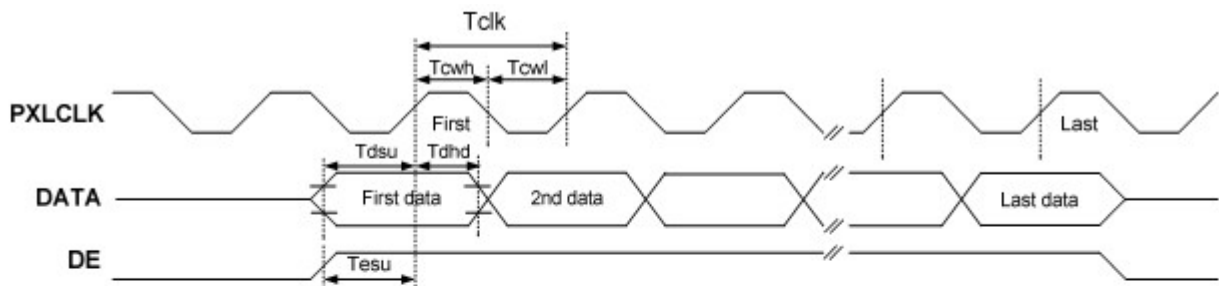 Tclk
Tcwh Tcwl
PXLCLK First Last
Tdsu Tdhd
DATA First data 2nd data Last data
DE Tesu